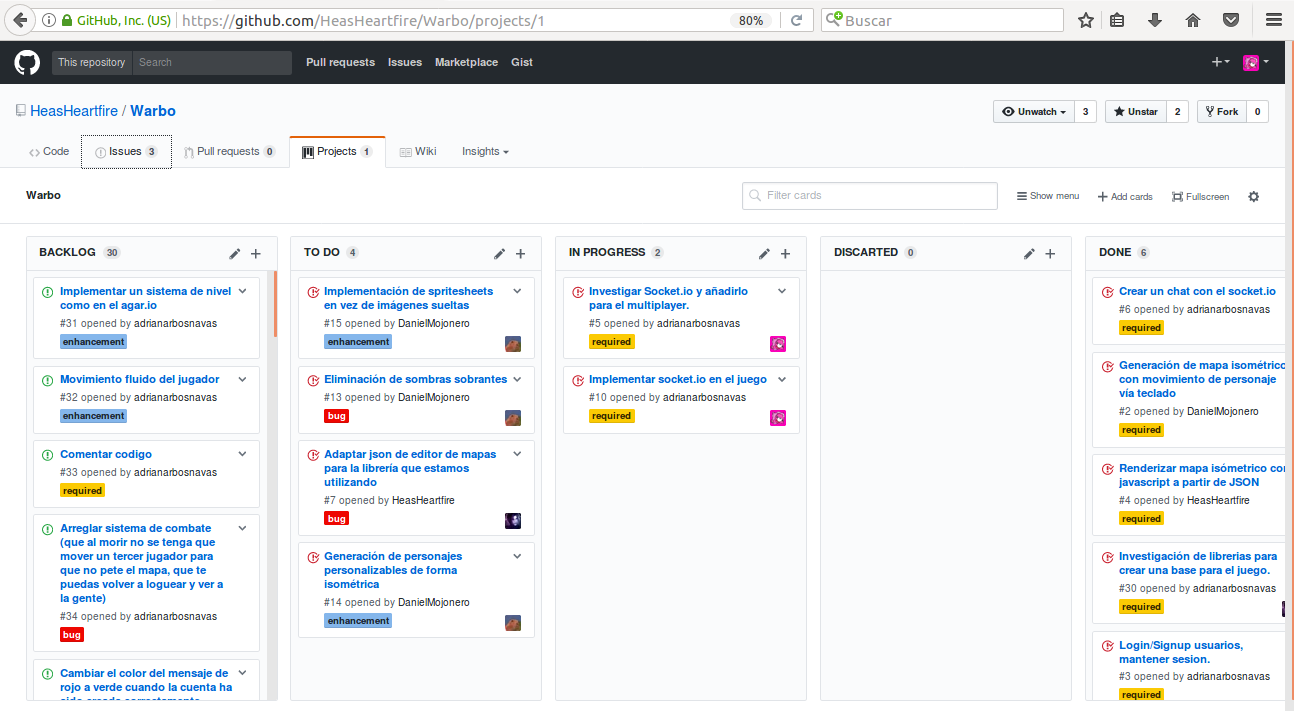 GitHub, Inc. (US) https://github.com/HeasHeartfire/Warbo/projects/1 80% Buscar
This repository Search Pull requests Issues Marketplace Gist
HeasHeartfire / Warbo Unwatch 3 Unstar 2 Fork 0
Code Issues 3 Pull requests 0 Projects 1 Wiki Insights
Warbo Filter cards Show menu Add cards Fullscreen
BACKLOG 30
Implementar un sistema de nivel
como en el agar.io
#31 opened by adrianarbosnavas
enhancement
Movimiento fluido del jugador
#32 opened by adrianarbosnavas
enhancement
Comentar codigo
#33 opened by adrianarbosnavas
required
Arreglar sistema de combate
(que al morir no se tenga que
mover un tercer jugador para
que no pete el mapa, que te
puedas volver a loguear y ver a
la gente)
#34 opened by adrianarbosnavas
bug
Cambiar el color del mensaje de
rojo a verde cuando la cuenta ha
TO DO 4
Implementación de spritesheets
en vez de imágenes sueltas
#15 opened by DanielMojonero
enhancement
Eliminación de sombras sobrantes
#13 opened by DanielMojonero
bug
Adaptar json de editor de mapas
para la librería que estamos
utilizando
#7 opened by HeasHeartfire
bug
Generación de personajes
personalizables de forma
isométrica
#14 opened by DanielMojonero
enhancement
IN PROGRESS 2
Investigar Socket.io y añadirlo
para el multiplayer.
#5 opened by adrianarbosnavas
required
Implementar socket.io en el juego
#10 opened by adrianarbosnavas
required
DISCARTED 0
DONE 6
Crear un chat con el socket.io
#6 opened by adrianarbosnavas
required
Generación de mapa isométrico
con movimiento de personaje
vía teclado
#2 opened by DanielMojonero
required
Renderizar mapa isómetrico con
javascript a partir de JSON
#4 opened by HeasHeartfire
required
Investigación de librerias para
crear una base para el juego.
#30 opened by adrianarbosnavas
required
Login/Signup usuarios,
mantener sesion.
#3 opened by adrianarbosnavas
required